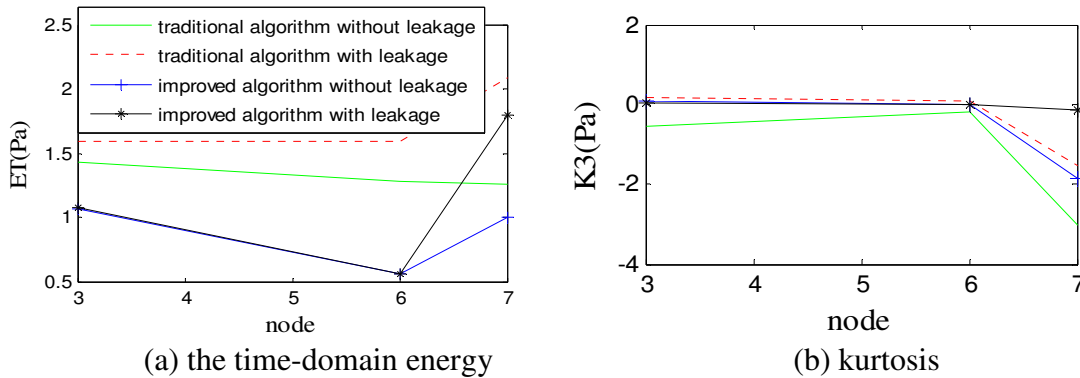 2.5
traditional algorithm without leakage
traditional algorithm with leakage
2
improved algorithm without leakage
improved algorithm with leakage
ET(Pa)
1.5
1
0.5
3 4 5 6 7
node
(a) the time-domain energy
2
0
K3(Pa)
-2
-4
3 4 5 6 7
node
(b) kurtosis